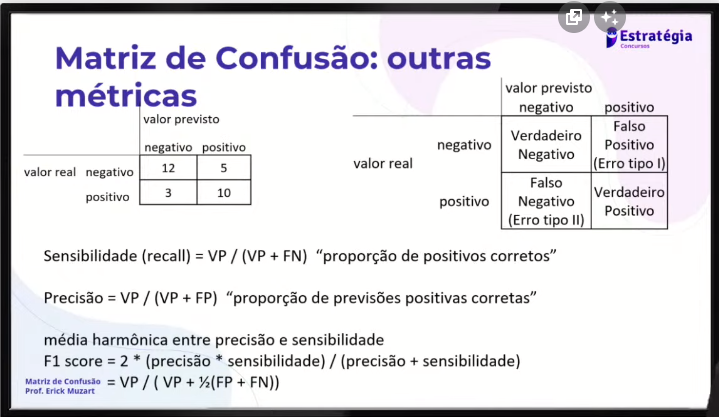 Estratégia
Concursos
Matriz de Confusão: outras
métricas
valor previsto
negativo positivo
valor real negativo 12 5
positivo 3 10
valor previsto
negativo positivo
valor real
negativo
Verdadeiro
Negativo
Falso
Positivo
(Erro tipo I)
positivo
Falso
Negativo
(Erro tipo II)
Verdadeiro
Positivo
Sensibilidade (recall) = VP / (VP + FN) “proporção de positivos corretos”
Precisão = VP / (VP + FP) “proporção de previsões positivas corretas”
média harmônica entre precisão e sensibilidade
F1 score = 2 * (precisão * sensibilidade) / (precisão + sensibilidade)
= VP / ( VP + ½(FP + FN))
Matriz de Confusão
Prof. Erick Muzart